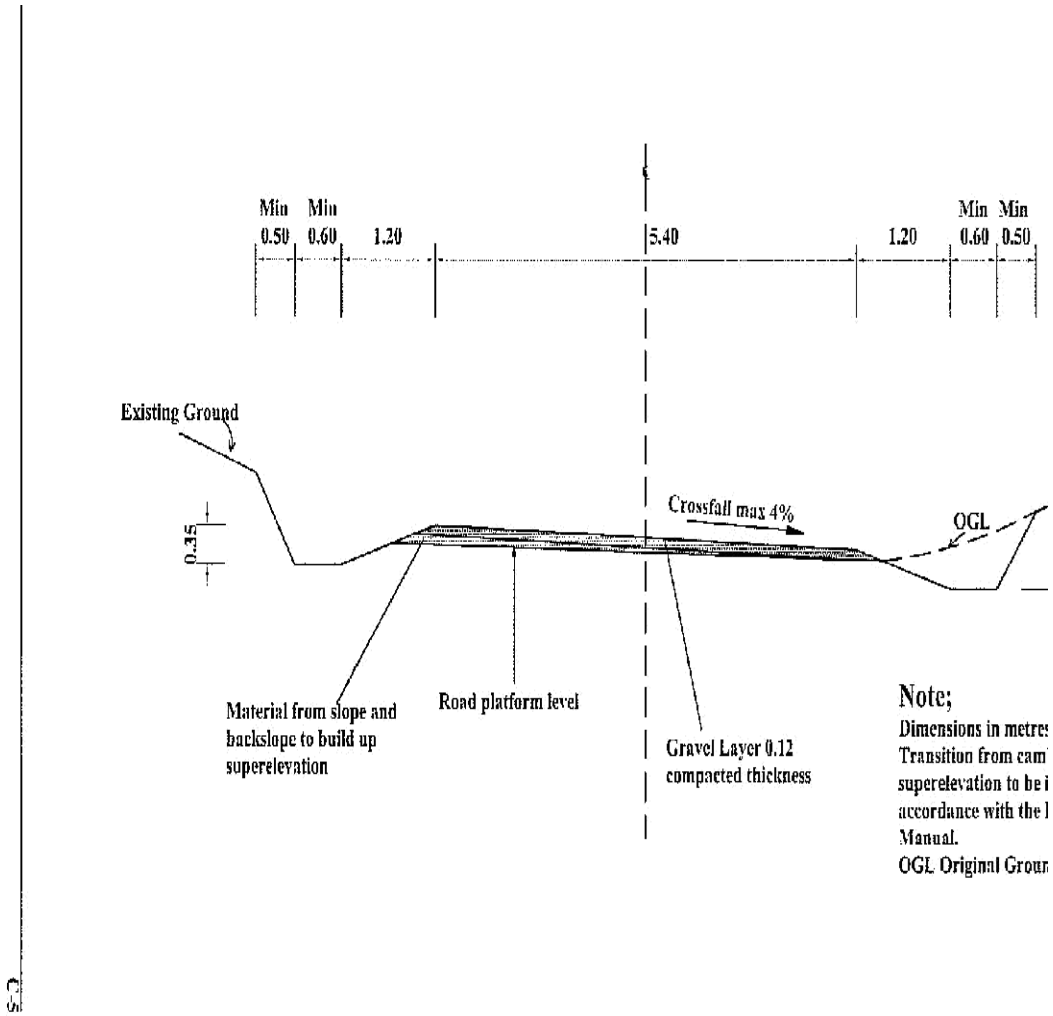 Min Min
0.50 0.60 1.20 5.40 1.20
Min Min
0.60 0.50
Existing Ground
0.35
Crossfall max 4%
OGL
Material from slope and
backslope to build up
superelevation
Road platform level
Gravel Layer 0.12
compacted thickness
Note;
Dimensions in metres
Transition from cam
superelevation to be
accordance with the
Manual.
OGL Original Groun
C-5